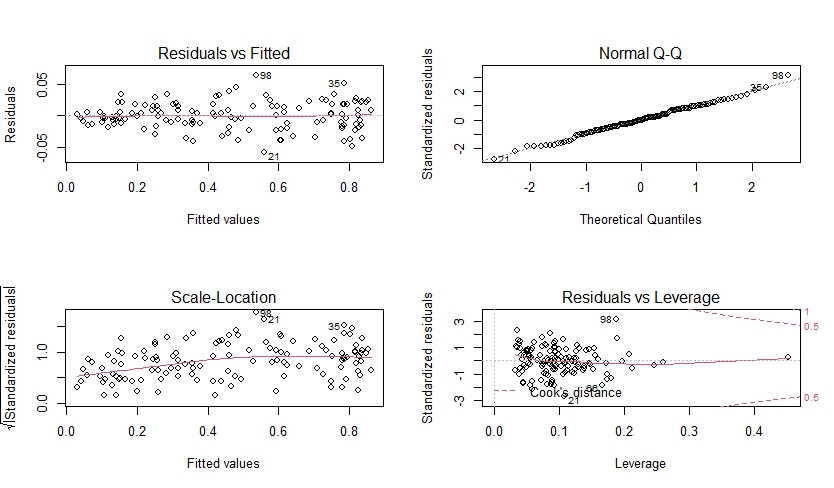 Residuals vs Fitted
Residuals
0.05
-0.05
98
35
21
0.0 0.2 0.4 0.6 0.8
Fitted values
Normal Q-Q
Standardized residuals
2
0
-2
98
35
21
-2 -1 0 1 2
Theoretical Quantiles
Scale-Location
√|Standardized residuals|
1.0
0.0
98
21
35
0.0 0.2 0.4 0.6 0.8
Fitted values
Residuals vs Leverage
Standardized residuals
3
1
-1
-3
98
1
0.5
0.5
Cook's distance
21
0.0 0.1 0.2 0.3 0.4
Leverage